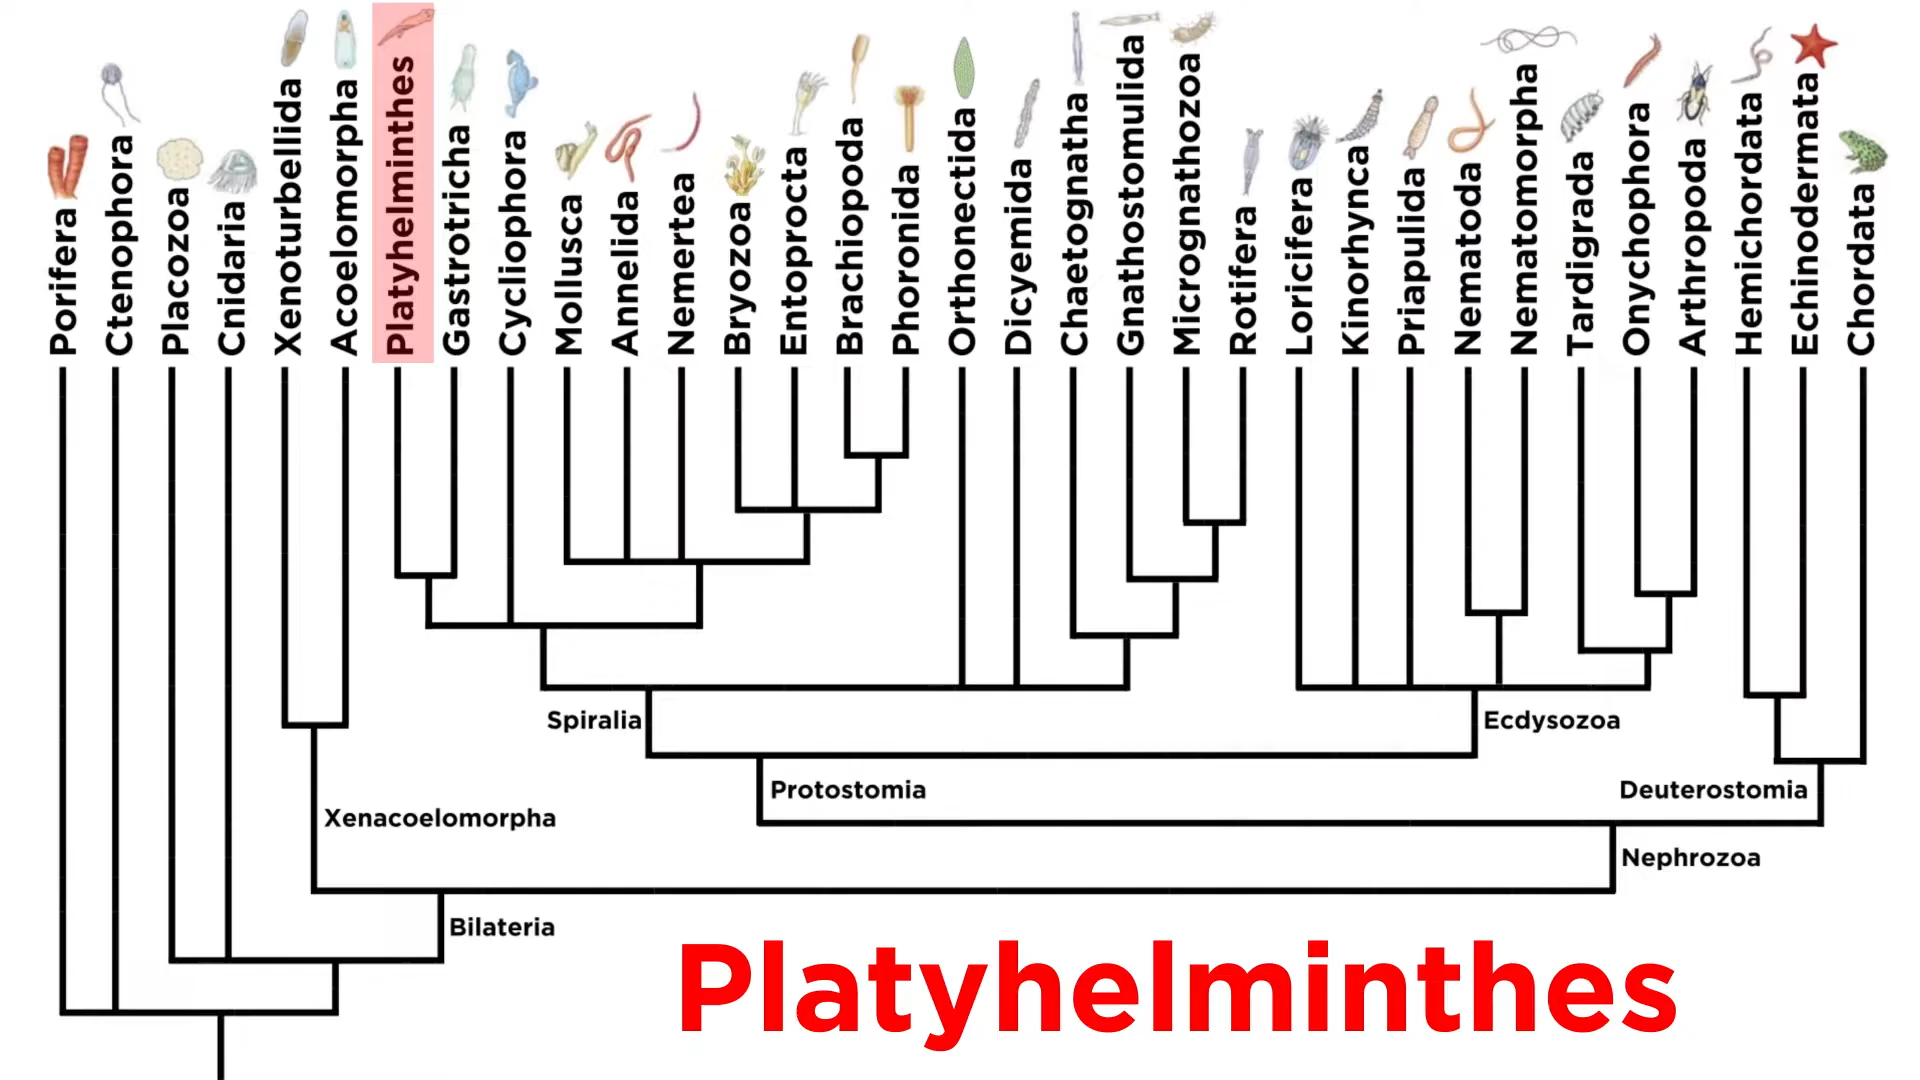 Porifera
Ctenophora
Placozoa
Cnidaria
Xenoturbellida
Acoelomorpha
Platyhelminthes
Gastrotricha
Cycliophora
Mollusca
Annelida
Nemertea
Bryozoa
Entoprocta
Brachiopoda
Phoronida
Orthonectida
Dicyemida
Chaetognatha
Gnathostomulida
Micrognathozoa
Rotifera
Loricifera
Kinorhynca
Priapulida
Nematoda
Nematomorpha
Tardigrada
Onychophora
Arthropoda
Hemichordata
Echinodermata
Chordata
Spiralia
Ecdysozoa
Protostomia
Deuterostomia
Xenacoelomorpha
Nephrozoa
Bilateria
Platyhelminthes